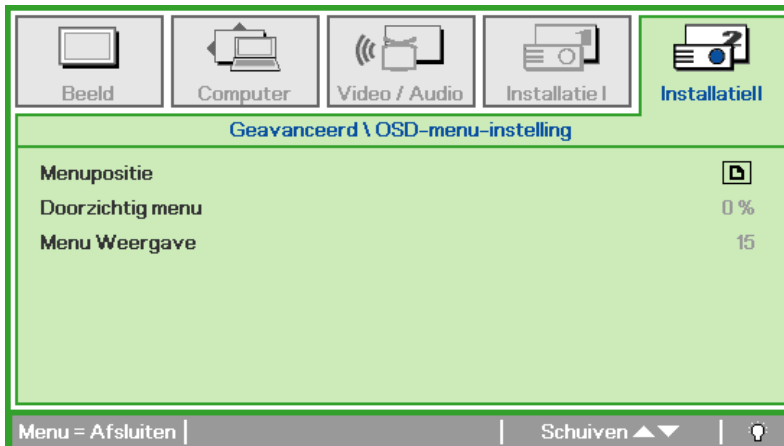 Beeld
Computer
Video / Audio
Installatie I
InstallatieII
Geavanceerd \ OSD-menu-instelling
Menupositie
Doorzichtig menu
0 %
Menu Weergave
15
Menu = Afsluiten
Schuiven